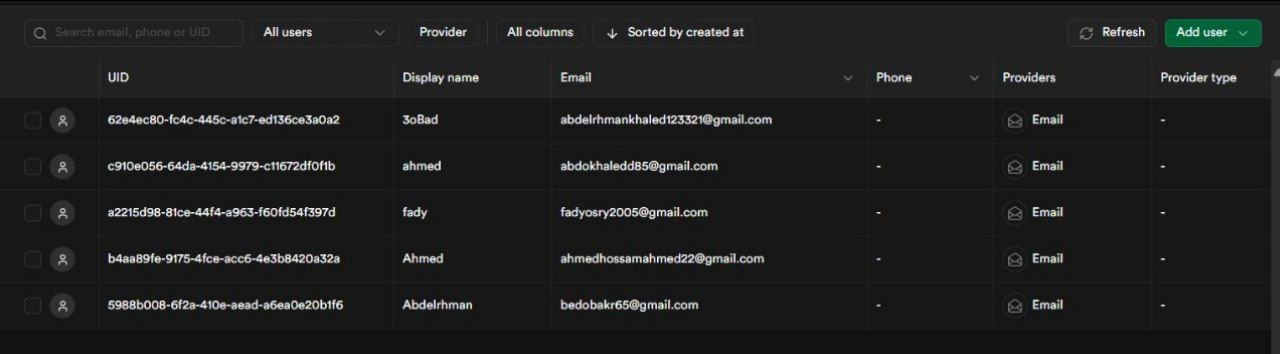 Search email, phone or UID All users Provider All columns Sorted by created at Refresh Add user
UID Display name Email Phone Providers Provider type
62e4ec80-fc4c-445c-a1c7-ed136ce3a0a2 3oBad abdelrhmankhaled123321@gmail.com - Email -
c910e056-64da-4154-9979-c11672df0f1b ahmed abdokhaledd85@gmail.com - Email -
a2215d98-81ce-44f4-a963-f60fd54f397d fady fadyosry2005@gmail.com - Email -
b4aa89fe-9175-4fce-acc6-4e3b8420a32a Ahmed ahmedhossamahmed22@gmail.com - Email -
5988b008-6f2a-410e-aead-a6ea0e20b1f6 Abdelrhman bedobakr65@gmail.com - Email -